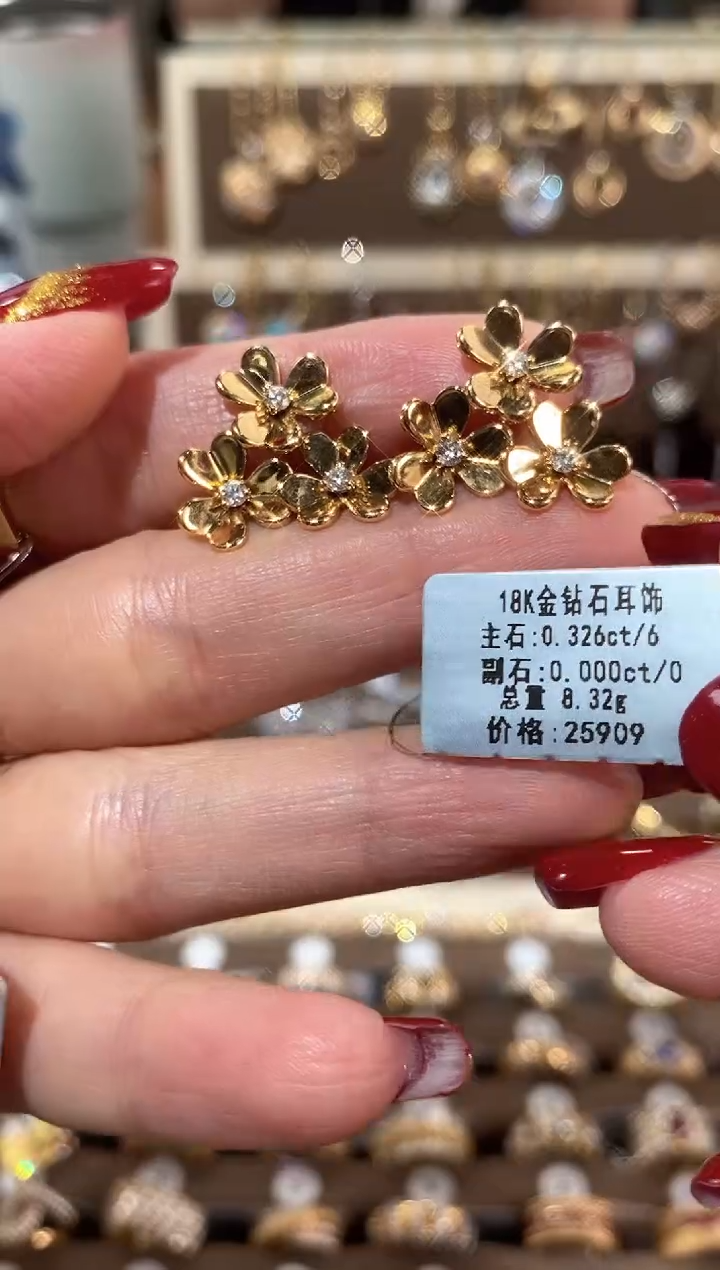 18K金钻石耳饰
主石:0.326ct/6
副石:0.000ct/0
总量 8.32g
价格:25909